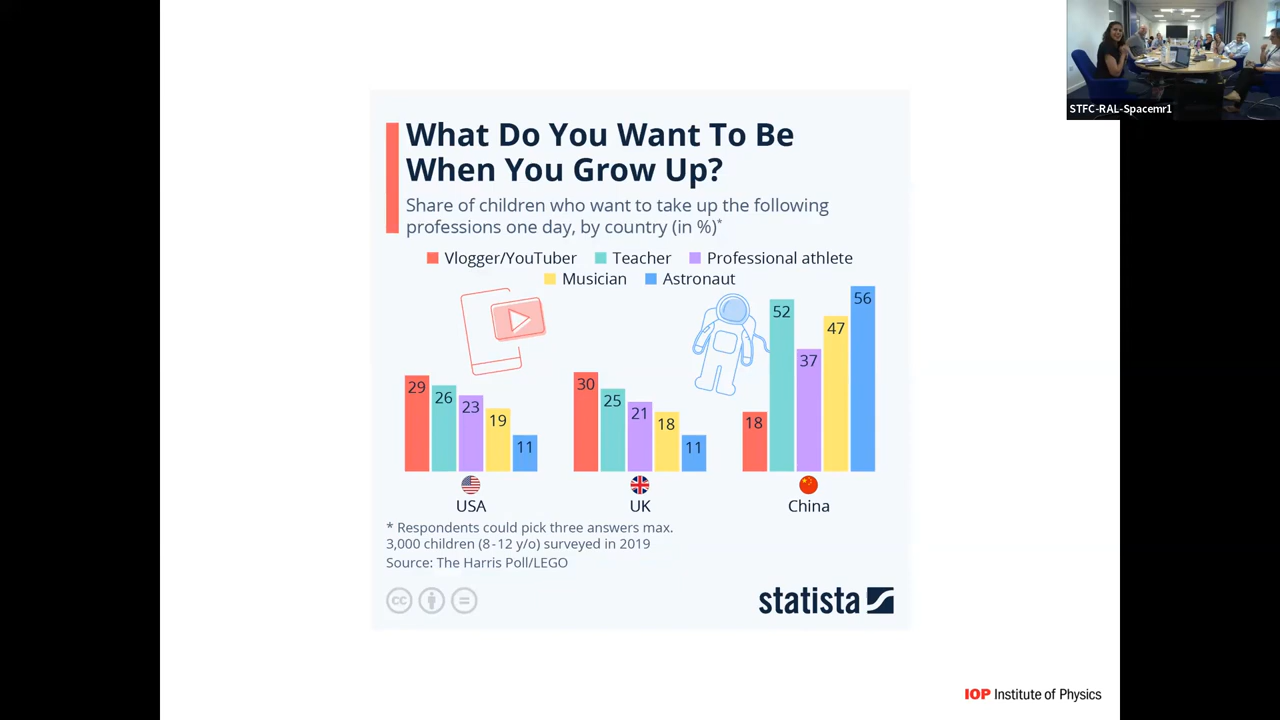 STFC-RAL-Spacemr1
What Do You Want To Be
When You Grow Up?
Share of children who want to take up the following
professions one day, by country (in %)*
Vlogger/YouTuber Teacher Professional athlete
Musician Astronaut
29 26 23 19 11
30 25 21 18 11
18 52 37 47 56
USA UK China
* Respondents could pick three answers max.
3,000 children (8-12 y/o) surveyed in 2019
Source: The Harris Poll/LEGO
cc =
statista
IOP Institute of Physics